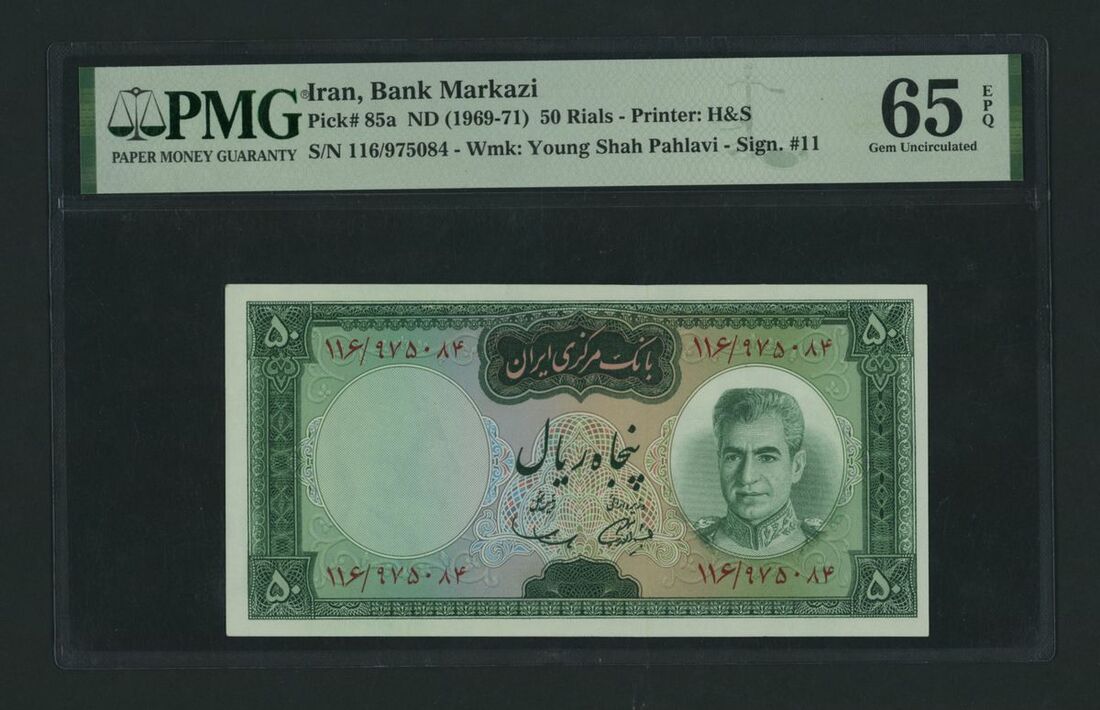 PMG®
PAPER MONEY GUARANTY
Iran, Bank Markazi
Pick# 85a ND (1969-71) 50 Rials - Printer: H&S
S/N 116/975084 - Wmk: Young Shah Pahlavi - Sign. #11
65
EPQ
Gem Uncirculated
۵۰
۵۰
۱۱۶/۹۷۵۰۸۴
بانک مرکزی ایران
۱۱۶/۹۷۵۰۸۴
پنجاه ریال
۱۱۶/۹۷۵۰۸۴
۱۱۶/۹۷۵۰۸۴
۵۰
۵۰